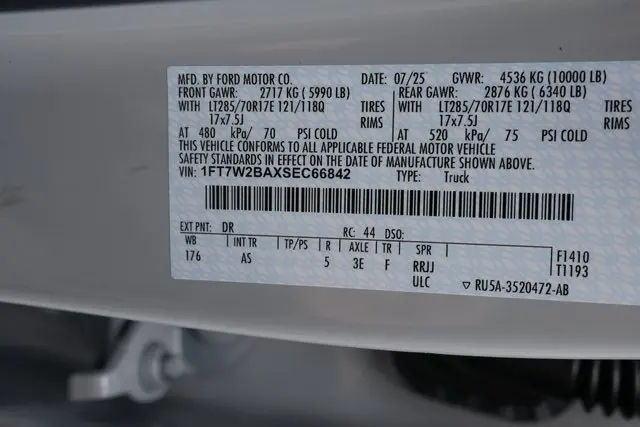 MFD. BY FORD MOTOR CO. DATE: 07/25 GVWR: 4536 KG (10000 LB)
FRONT GAWR: 2717 KG (5990 LB) REAR GAWR: 2876 KG (6340 LB)
WITH LT285/70R17E 121/118Q TIRES WITH LT285/70R17E 121/118Q TIRES
17x7.5J RIMS 17x7.5J RIMS
AT 480 kPa/ 70 PSI COLD AT 520 kPa/ 75 PSI COLD
THIS VEHICLE CONFORMS TO ALL APPLICABLE FEDERAL MOTOR VEHICLE
SAFETY STANDARDS IN EFFECT ON THE DATE OF MANUFACTURE SHOWN ABOVE.
VIN: 1FT7W2BAXSEC66842 TYPE: Truck
EXT PNT: DR RC: 44 DSO:
WB INT TR TP/PS R AXLE TR SPR F1410
176 AS 5 3E F RRJJ T1193
ULC ▽ RU5A-3520472-AB